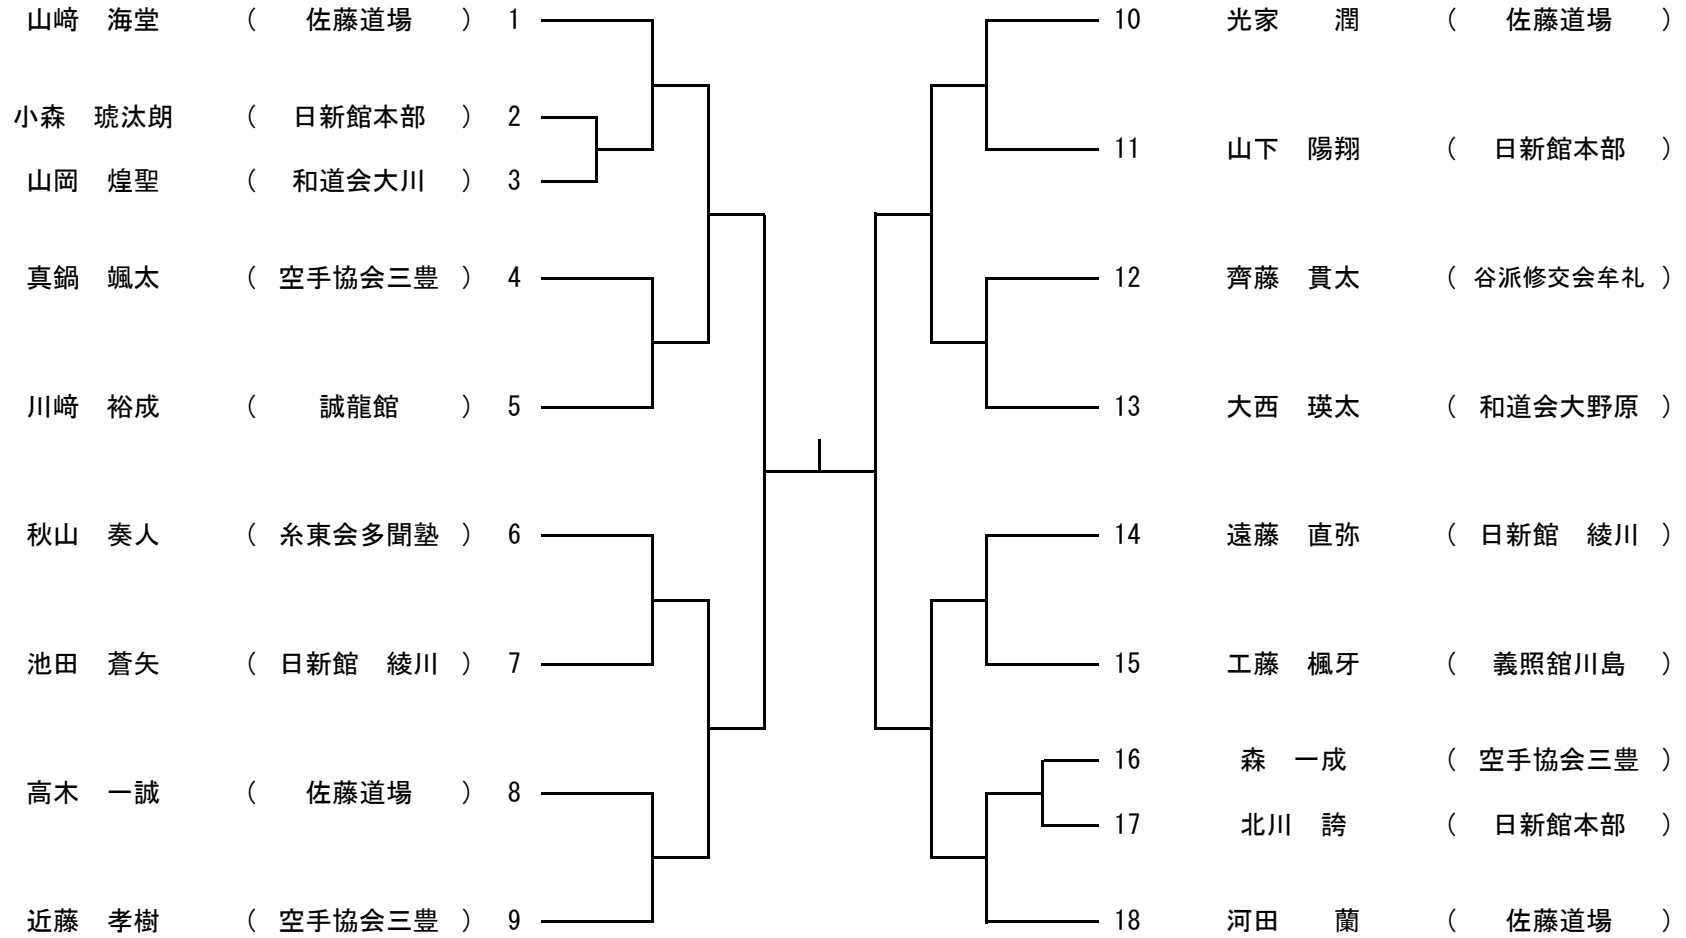 山﨑　海堂　（　佐藤道場　）　1
小森　琥汰朗　（　日新館本部　）　2
山岡　煌聖　（　和道会大川　）　3
真鍋　颯太　（　空手協会三豊　）　4
川﨑　裕成　（　誠龍館　）　5
秋山　奏人　（　糸東会多聞塾　）　6
池田　蒼矢　（　日新館　綾川　）　7
高木　一誠　（　佐藤道場　）　8
近藤　孝樹　（　空手協会三豊　）　9
10　光家　潤　（　佐藤道場　）
11　山下　陽翔　（　日新館本部　）
12　齊藤　貫太　（　谷派修交会牟礼　）
13　大西　瑛太　（　和道会大野原　）
14　遠藤　直弥　（　日新館　綾川　）
15　工藤　楓牙　（　義照舘川島　）
16　森　一成　（　空手協会三豊　）
17　北川　誇　（　日新館本部　）
18　河田　蘭　（　佐藤道場　）